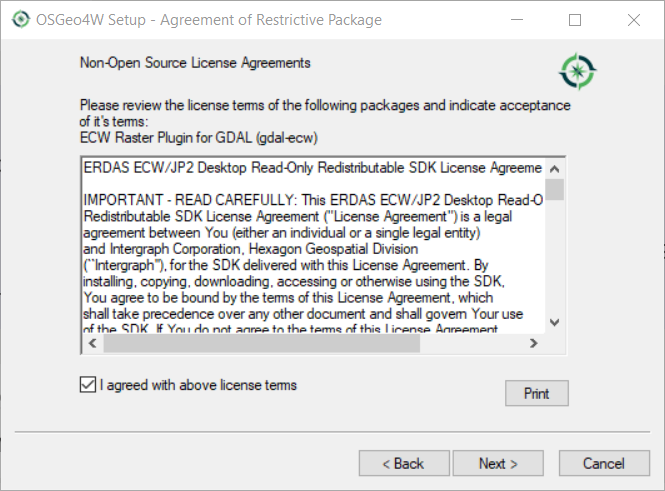 OSGeo4W Setup - Agreement of Restrictive Package
Non-Open Source License Agreements
Please review the license terms of the following packages and indicate acceptance
of it's terms:
ECW Raster Plugin for GDAL (gdal-ecw)
ERDAS ECW/JP2 Desktop Read-Only Redistributable SDK License Agreeme
IMPORTANT - READ CAREFULLY: This ERDAS ECW/JP2 Desktop Read-O
Redistributable SDK License Agreement ("License Agreement") is a legal
agreement between You (either an individual or a single legal entity)
and Intergraph Corporation, Hexagon Geospatial Division
(``Intergraph"), for the SDK delivered with this License Agreement. By
installing, copying, downloading, accessing or otherwise using the SDK,
You agree to be bound by the terms of this License Agreement, which
shall take precedence over any other document and shall govern Your use
of the SDK. If You do not agree to the terms of this License Agreement
I agreed with above license terms
Print
< Back
Next >
Cancel